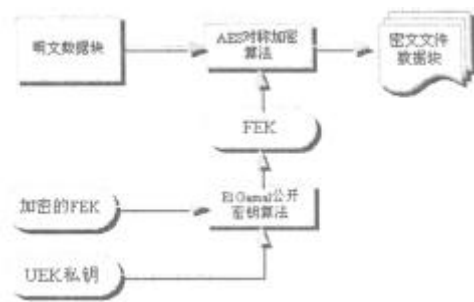 明文数据块
AES对称加密
算法
密文文件
数据块
FEK
加密的FEK
ElGamal公开
密钥算法
UEK私钥